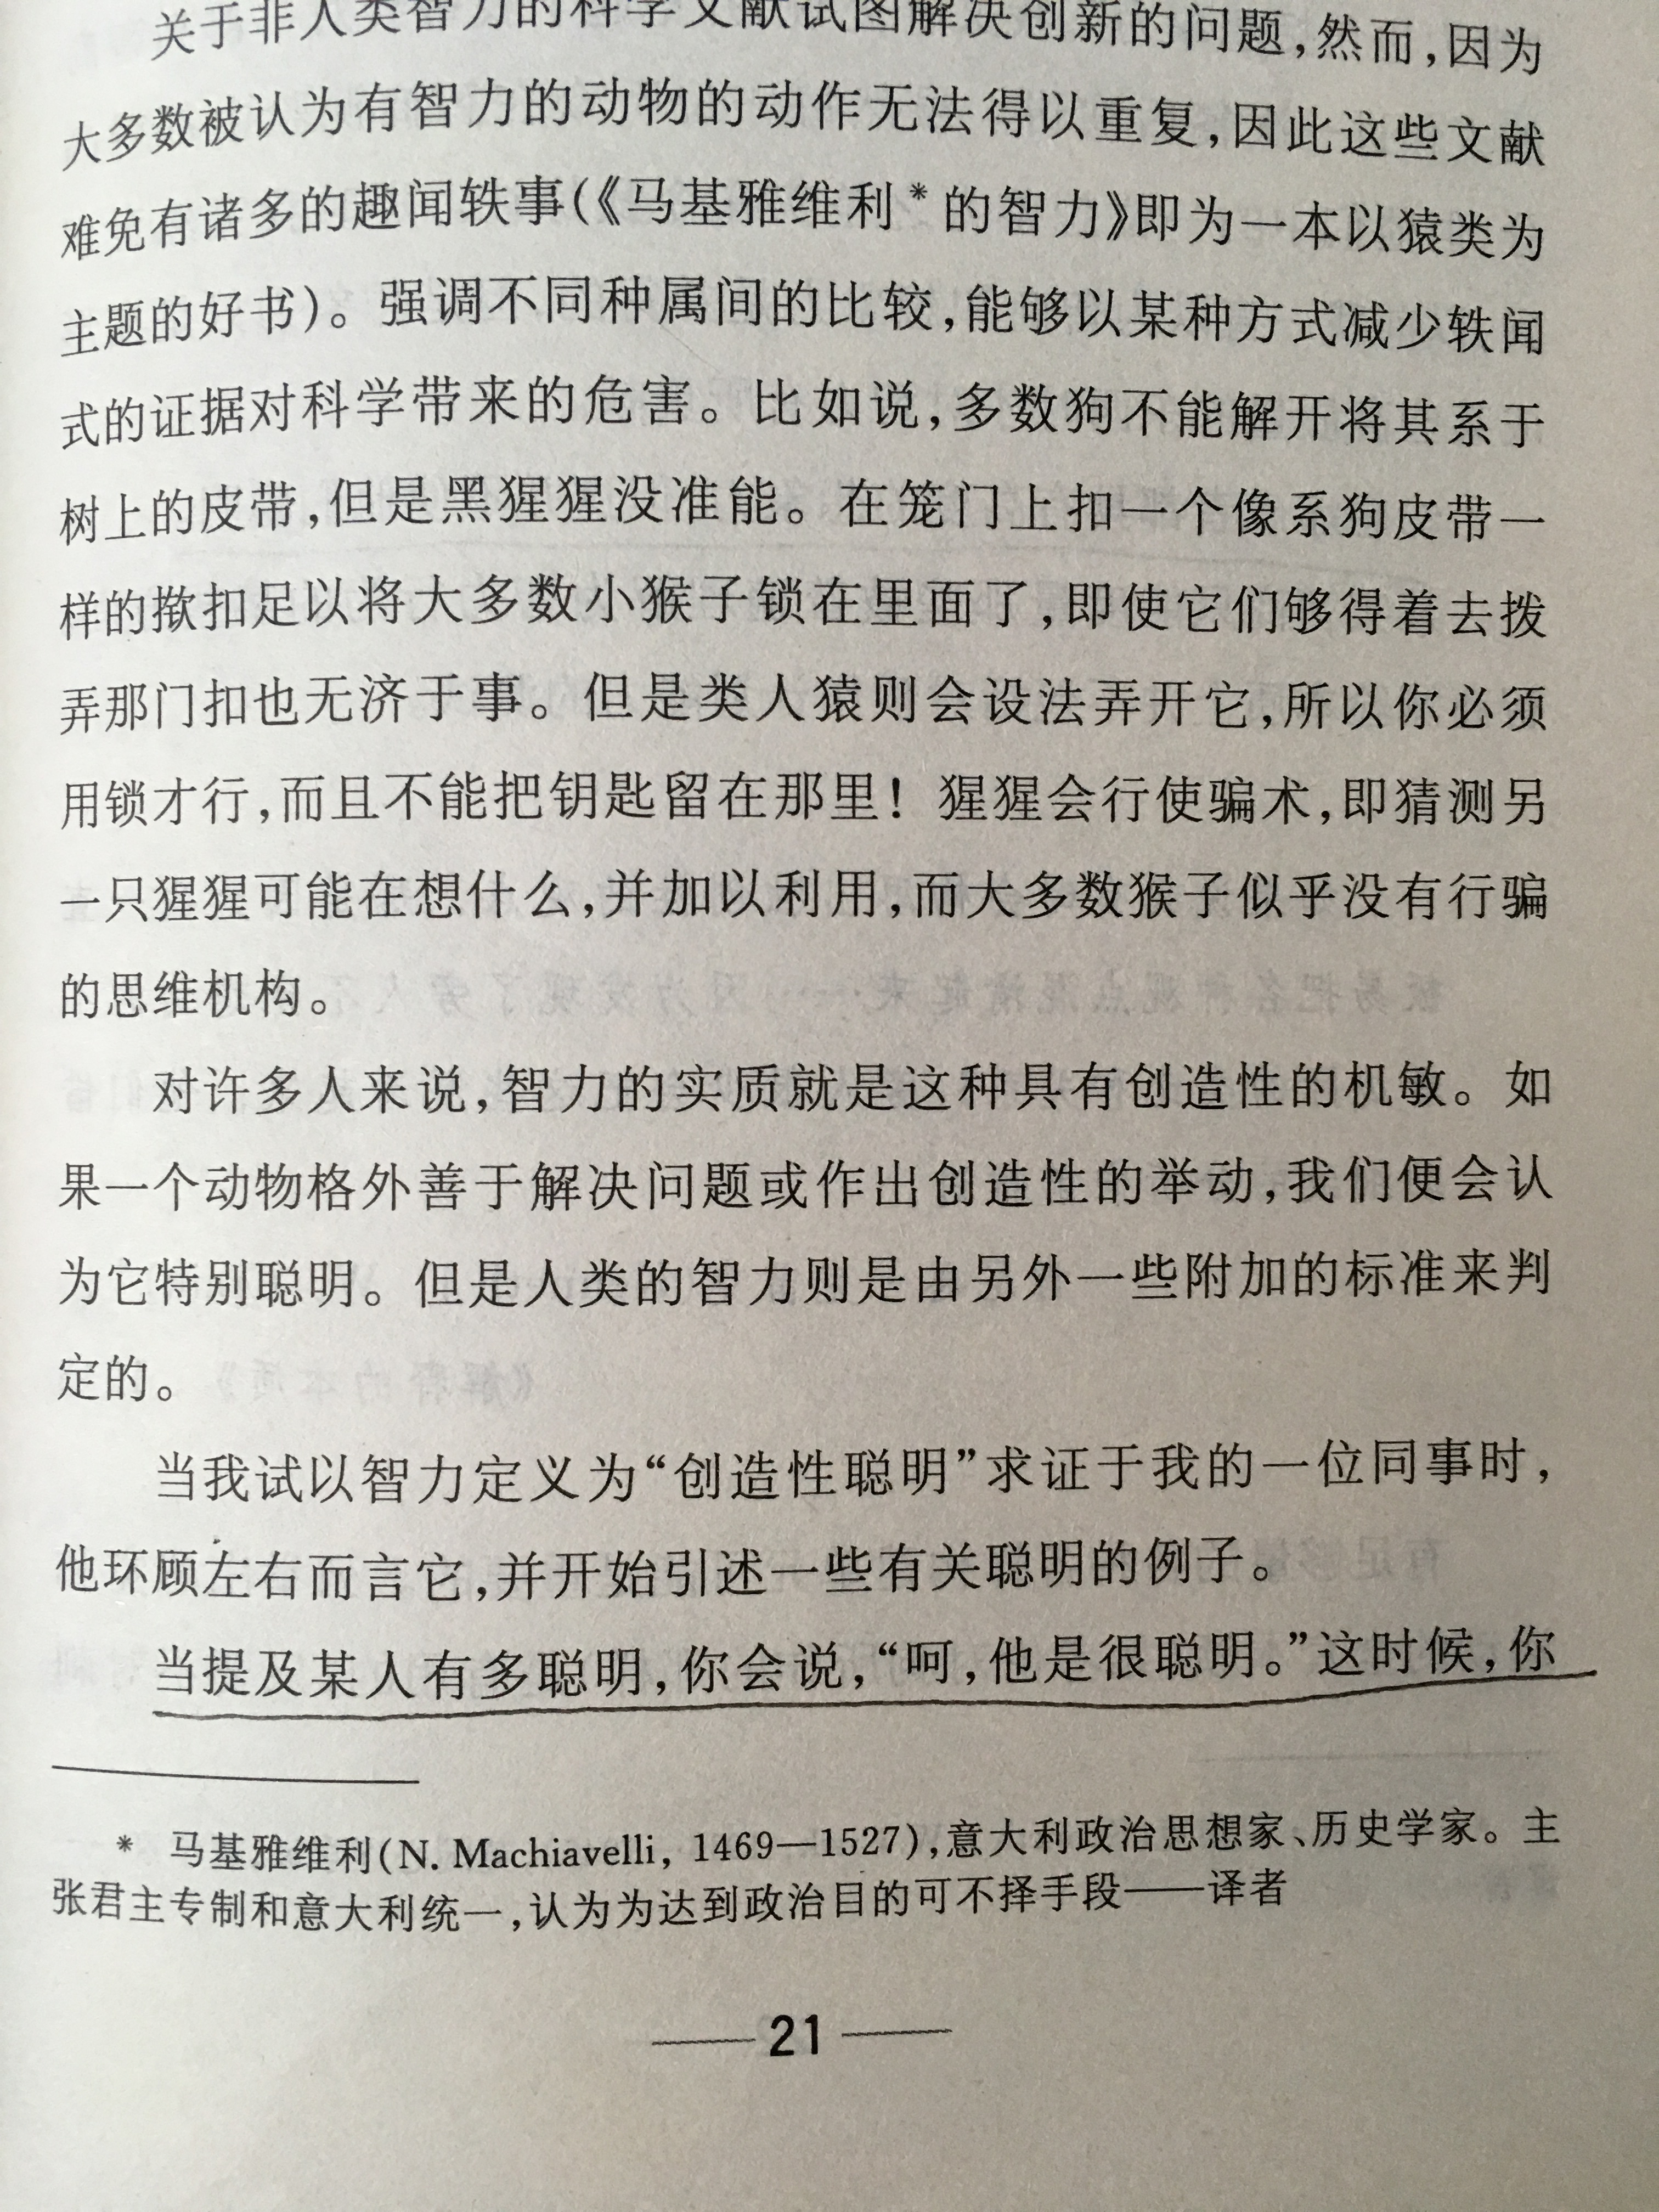 关于非人类智力的科学文献试图解决创新的问题,然而,因为
大多数被认为有智力的动物的动作无法得以重复,因此这些文献
难免有诸多的趣闻轶事(《马基雅维利*的智力》即为一本以猿类为
主题的好书)。强调不同种属间的比较,能够以某种方式减少轶闻
式的证据对科学带来的危害。比如说,多数狗不能解开将其系于
树上的皮带,但是黑猩猩没准能。在笼门上扣一个像系狗皮带一
样的揿扣足以将大多数小猴子锁在里面了,即使它们够得着去拨
弄那门扣也无济于事。但是类人猿则会设法弄开它,所以你必须
用锁才行,而且不能把钥匙留在那里!猩猩会行使骗术,即猜测另
一只猩猩可能在想什么,并加以利用,而大多数猴子似乎没有行骗
的思维机构。
对许多人来说,智力的实质就是这种具有创造性的机敏。如
果一个动物格外善于解决问题或作出创造性的举动,我们便会认
为它特别聪明。但是人类的智力则是由另外一些附加的标准来判
定的。
当我试以智力定义为“创造性聪明”求证于我的一位同事时,
他环顾左右而言它,并开始引述一些有关聪明的例子。
当提及某人有多聪明,你会说,“呵,他是很聪明。”这时候,你
* 马基雅维利(N. Machiavelli, 1469—1527),意大利政治思想家、历史学家。主
张君主专制和意大利统一,认为为达到政治目的可不择手段——译者
—— 21 ——